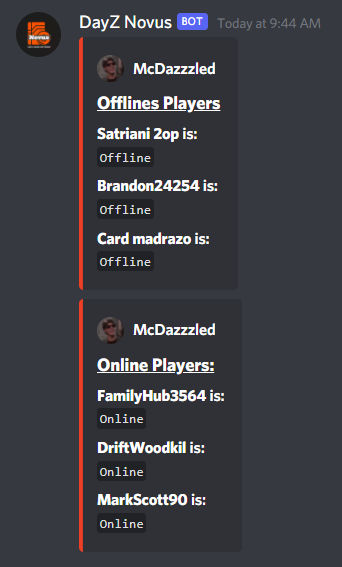 DayZ Novus BOT Today at 9:44 AM
McDazzzled
Offlines Players
Satriani 2op is:
Offline
Brandon24254 is:
Offline
Card madrazo is:
Offline
McDazzzled
Online Players:
FamilyHub3564 is:
Online
DriftWoodkil is:
Online
MarkScott90 is:
Online